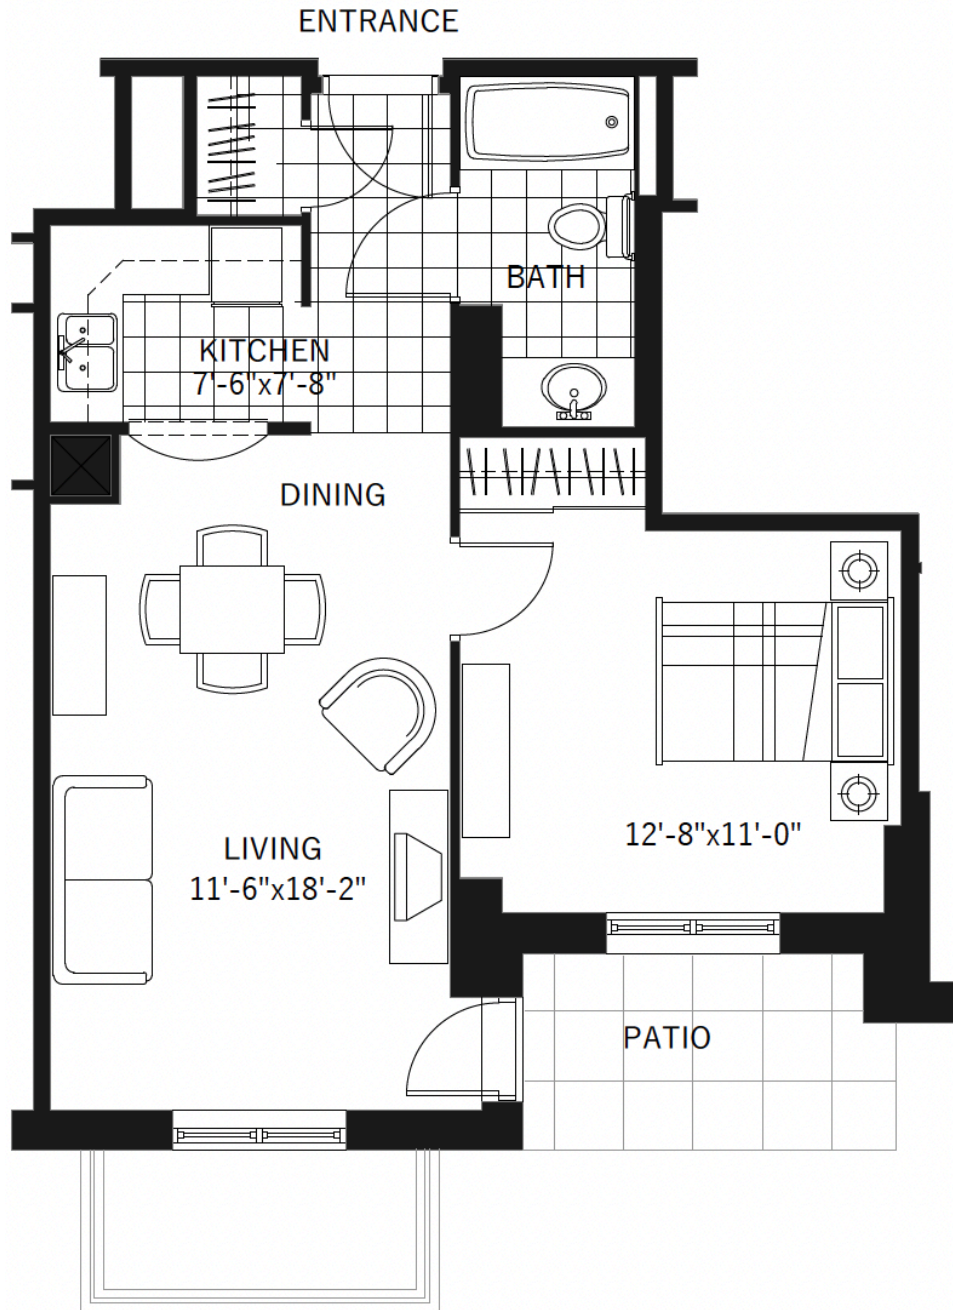 ENTRANCE
BATH
KITCHEN
7'-6"x7'-8"
DINING
LIVING
11'-6"x18'-2"
12'-8"x11'-0"
PATIO